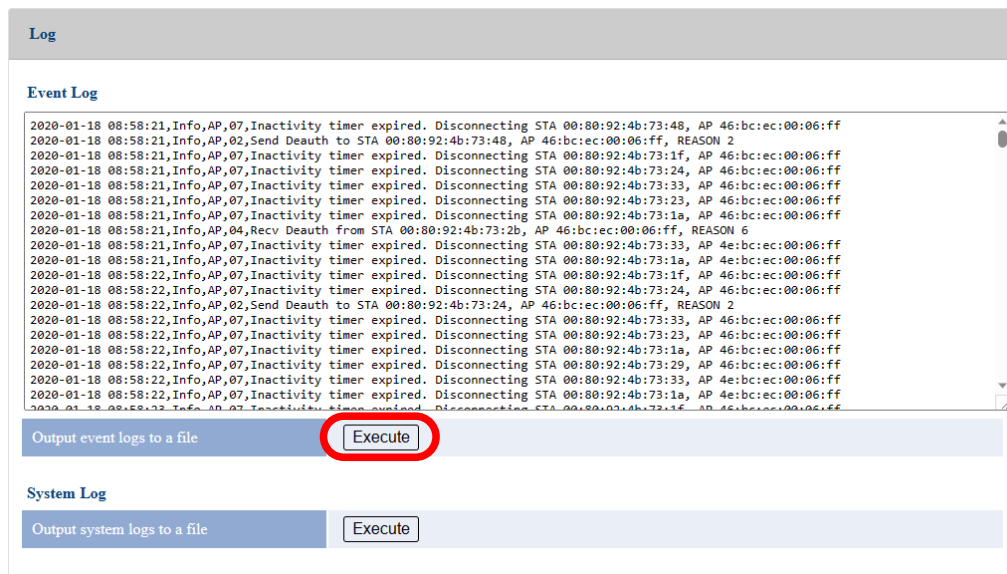 Log
Event Log
2020-01-18 08:58:21,Info,AP,07,Inactivity timer expired. Disconnecting STA 00:80:92:4b:73:48, AP 46:bc:ec:00:06:ff
2020-01-18 08:58:21,Info,AP,02,Send Deauth to STA 00:80:92:4b:73:48, AP 46:bc:ec:00:06:ff, REASON 2
2020-01-18 08:58:21,Info,AP,07,Inactivity timer expired. Disconnecting STA 00:80:92:4b:73:1f, AP 46:bc:ec:00:06:ff
2020-01-18 08:58:21,Info,AP,07,Inactivity timer expired. Disconnecting STA 00:80:92:4b:73:24, AP 46:bc:ec:00:06:ff
2020-01-18 08:58:21,Info,AP,07,Inactivity timer expired. Disconnecting STA 00:80:92:4b:73:33, AP 46:bc:ec:00:06:ff
2020-01-18 08:58:21,Info,AP,07,Inactivity timer expired. Disconnecting STA 00:80:92:4b:73:23, AP 46:bc:ec:00:06:ff
2020-01-18 08:58:21,Info,AP,07,Inactivity timer expired. Disconnecting STA 00:80:92:4b:73:1a, AP 46:bc:ec:00:06:ff
2020-01-18 08:58:21,Info,AP,04,Recv Deauth from STA 00:80:92:4b:73:2b, AP 46:bc:ec:00:06:ff, REASON 6
2020-01-18 08:58:21,Info,AP,07,Inactivity timer expired. Disconnecting STA 00:80:92:4b:73:33, AP 4e:bc:ec:00:06:ff
2020-01-18 08:58:21,Info,AP,07,Inactivity timer expired. Disconnecting STA 00:80:92:4b:73:1a, AP 4e:bc:ec:00:06:ff
2020-01-18 08:58:22,Info,AP,07,Inactivity timer expired. Disconnecting STA 00:80:92:4b:73:1f, AP 46:bc:ec:00:06:ff
2020-01-18 08:58:22,Info,AP,07,Inactivity timer expired. Disconnecting STA 00:80:92:4b:73:24, AP 46:bc:ec:00:06:ff
2020-01-18 08:58:22,Info,AP,02,Send Deauth to STA 00:80:92:4b:73:24, AP 46:bc:ec:00:06:ff, REASON 2
2020-01-18 08:58:22,Info,AP,07,Inactivity timer expired. Disconnecting STA 00:80:92:4b:73:33, AP 46:bc:ec:00:06:ff
2020-01-18 08:58:22,Info,AP,07,Inactivity timer expired. Disconnecting STA 00:80:92:4b:73:23, AP 46:bc:ec:00:06:ff
2020-01-18 08:58:22,Info,AP,07,Inactivity timer expired. Disconnecting STA 00:80:92:4b:73:1a, AP 46:bc:ec:00:06:ff
2020-01-18 08:58:22,Info,AP,07,Inactivity timer expired. Disconnecting STA 00:80:92:4b:73:29, AP 46:bc:ec:00:06:ff
2020-01-18 08:58:22,Info,AP,07,Inactivity timer expired. Disconnecting STA 00:80:92:4b:73:33, AP 4e:bc:ec:00:06:ff
2020-01-18 08:58:22,Info,AP,07,Inactivity timer expired. Disconnecting STA 00:80:92:4b:73:1a, AP 4e:bc:ec:00:06:ff
2020-01-18 08:58:23,Info,AP,07,Inactivity timer expired. Disconnecting STA 00:80:92:4b:73:1f, AP 46:bc:ec:00:06:ff
Output event logs to a file Execute
System Log
Output system logs to a file Execute